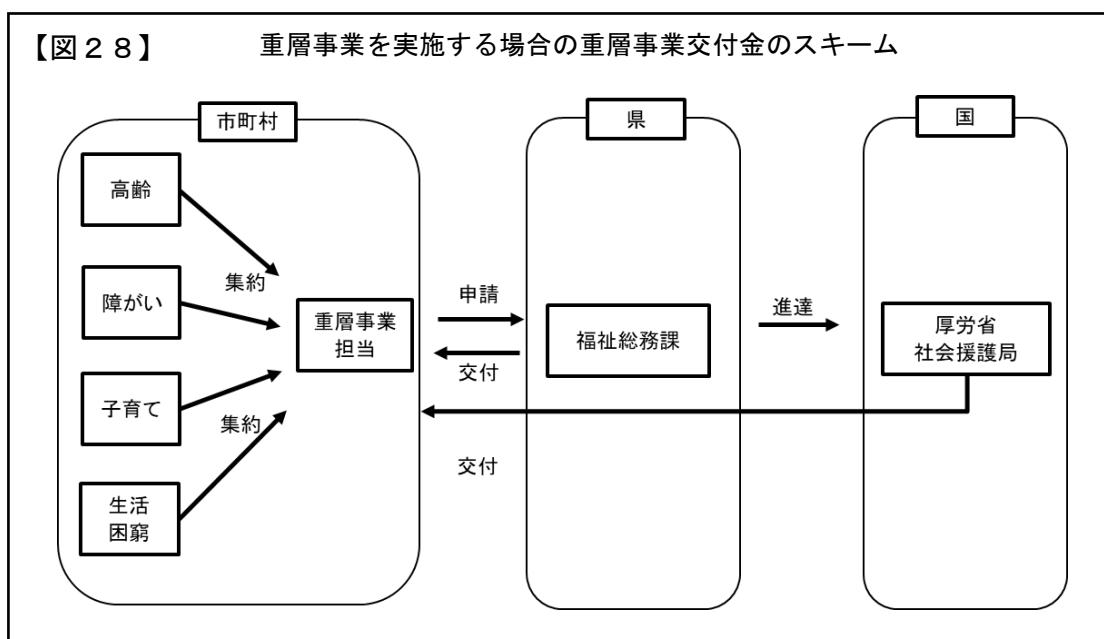 【図28】 重層事業を実施する場合の重層事業交付金のスキーム
市町村
県
国
高齢
障がい
子育て
生活
困窮
集約
集約
重層事業
担当
申請
交付
交付
福祉総務課
進達
厚労省
社会援護局